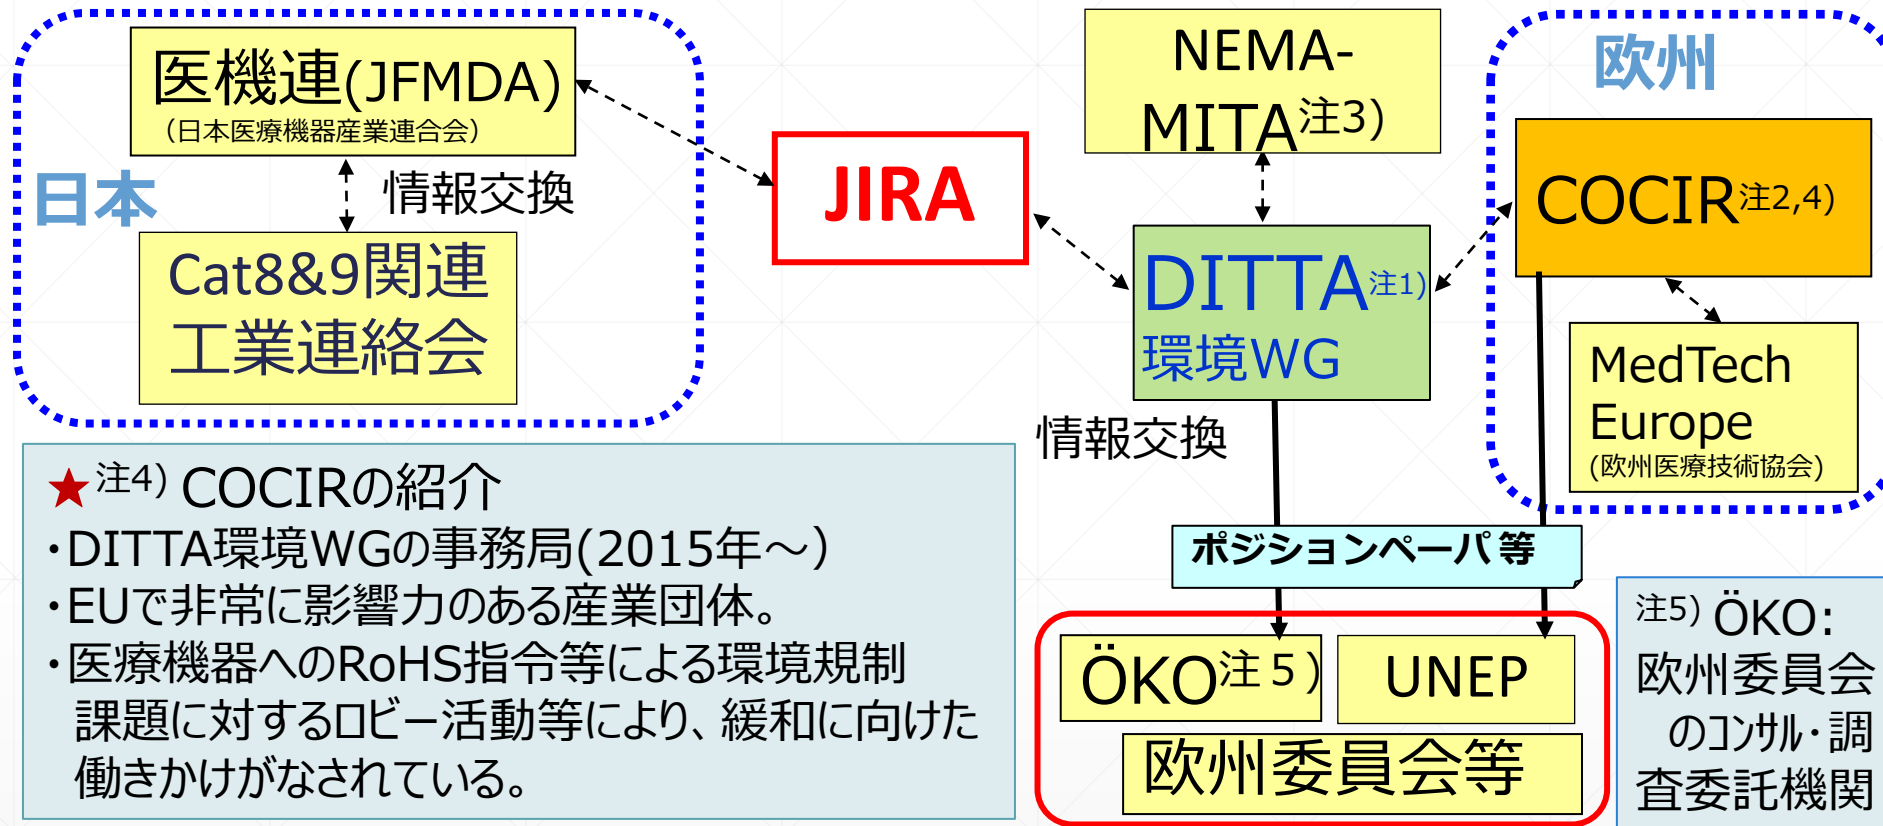 医機連(JFMDA)
（日本医療機器産業連合会）
日本
情報交換
Cat8&9関連
工業連絡会
JIRA
NEMA-
MITA注3)
DITTA注1)
環境WG
情報交換
欧州
COCIR注2,4)
MedTech
Europe
(欧州医療技術協会)
★注4) COCIRの紹介
・DITTA環境WGの事務局(2015年～）
・EUで非常に影響力のある産業団体。
・医療機器へのRoHS指令等による環境規制
課題に対するロビー活動等により、緩和に向けた
働きかけがなされている。
ポジションペーパ等
ÖKO注５)
UNEP
欧州委員会等
注5) ÖKO:
欧州委員会
のｺﾝｻﾙ・調
査委託機関